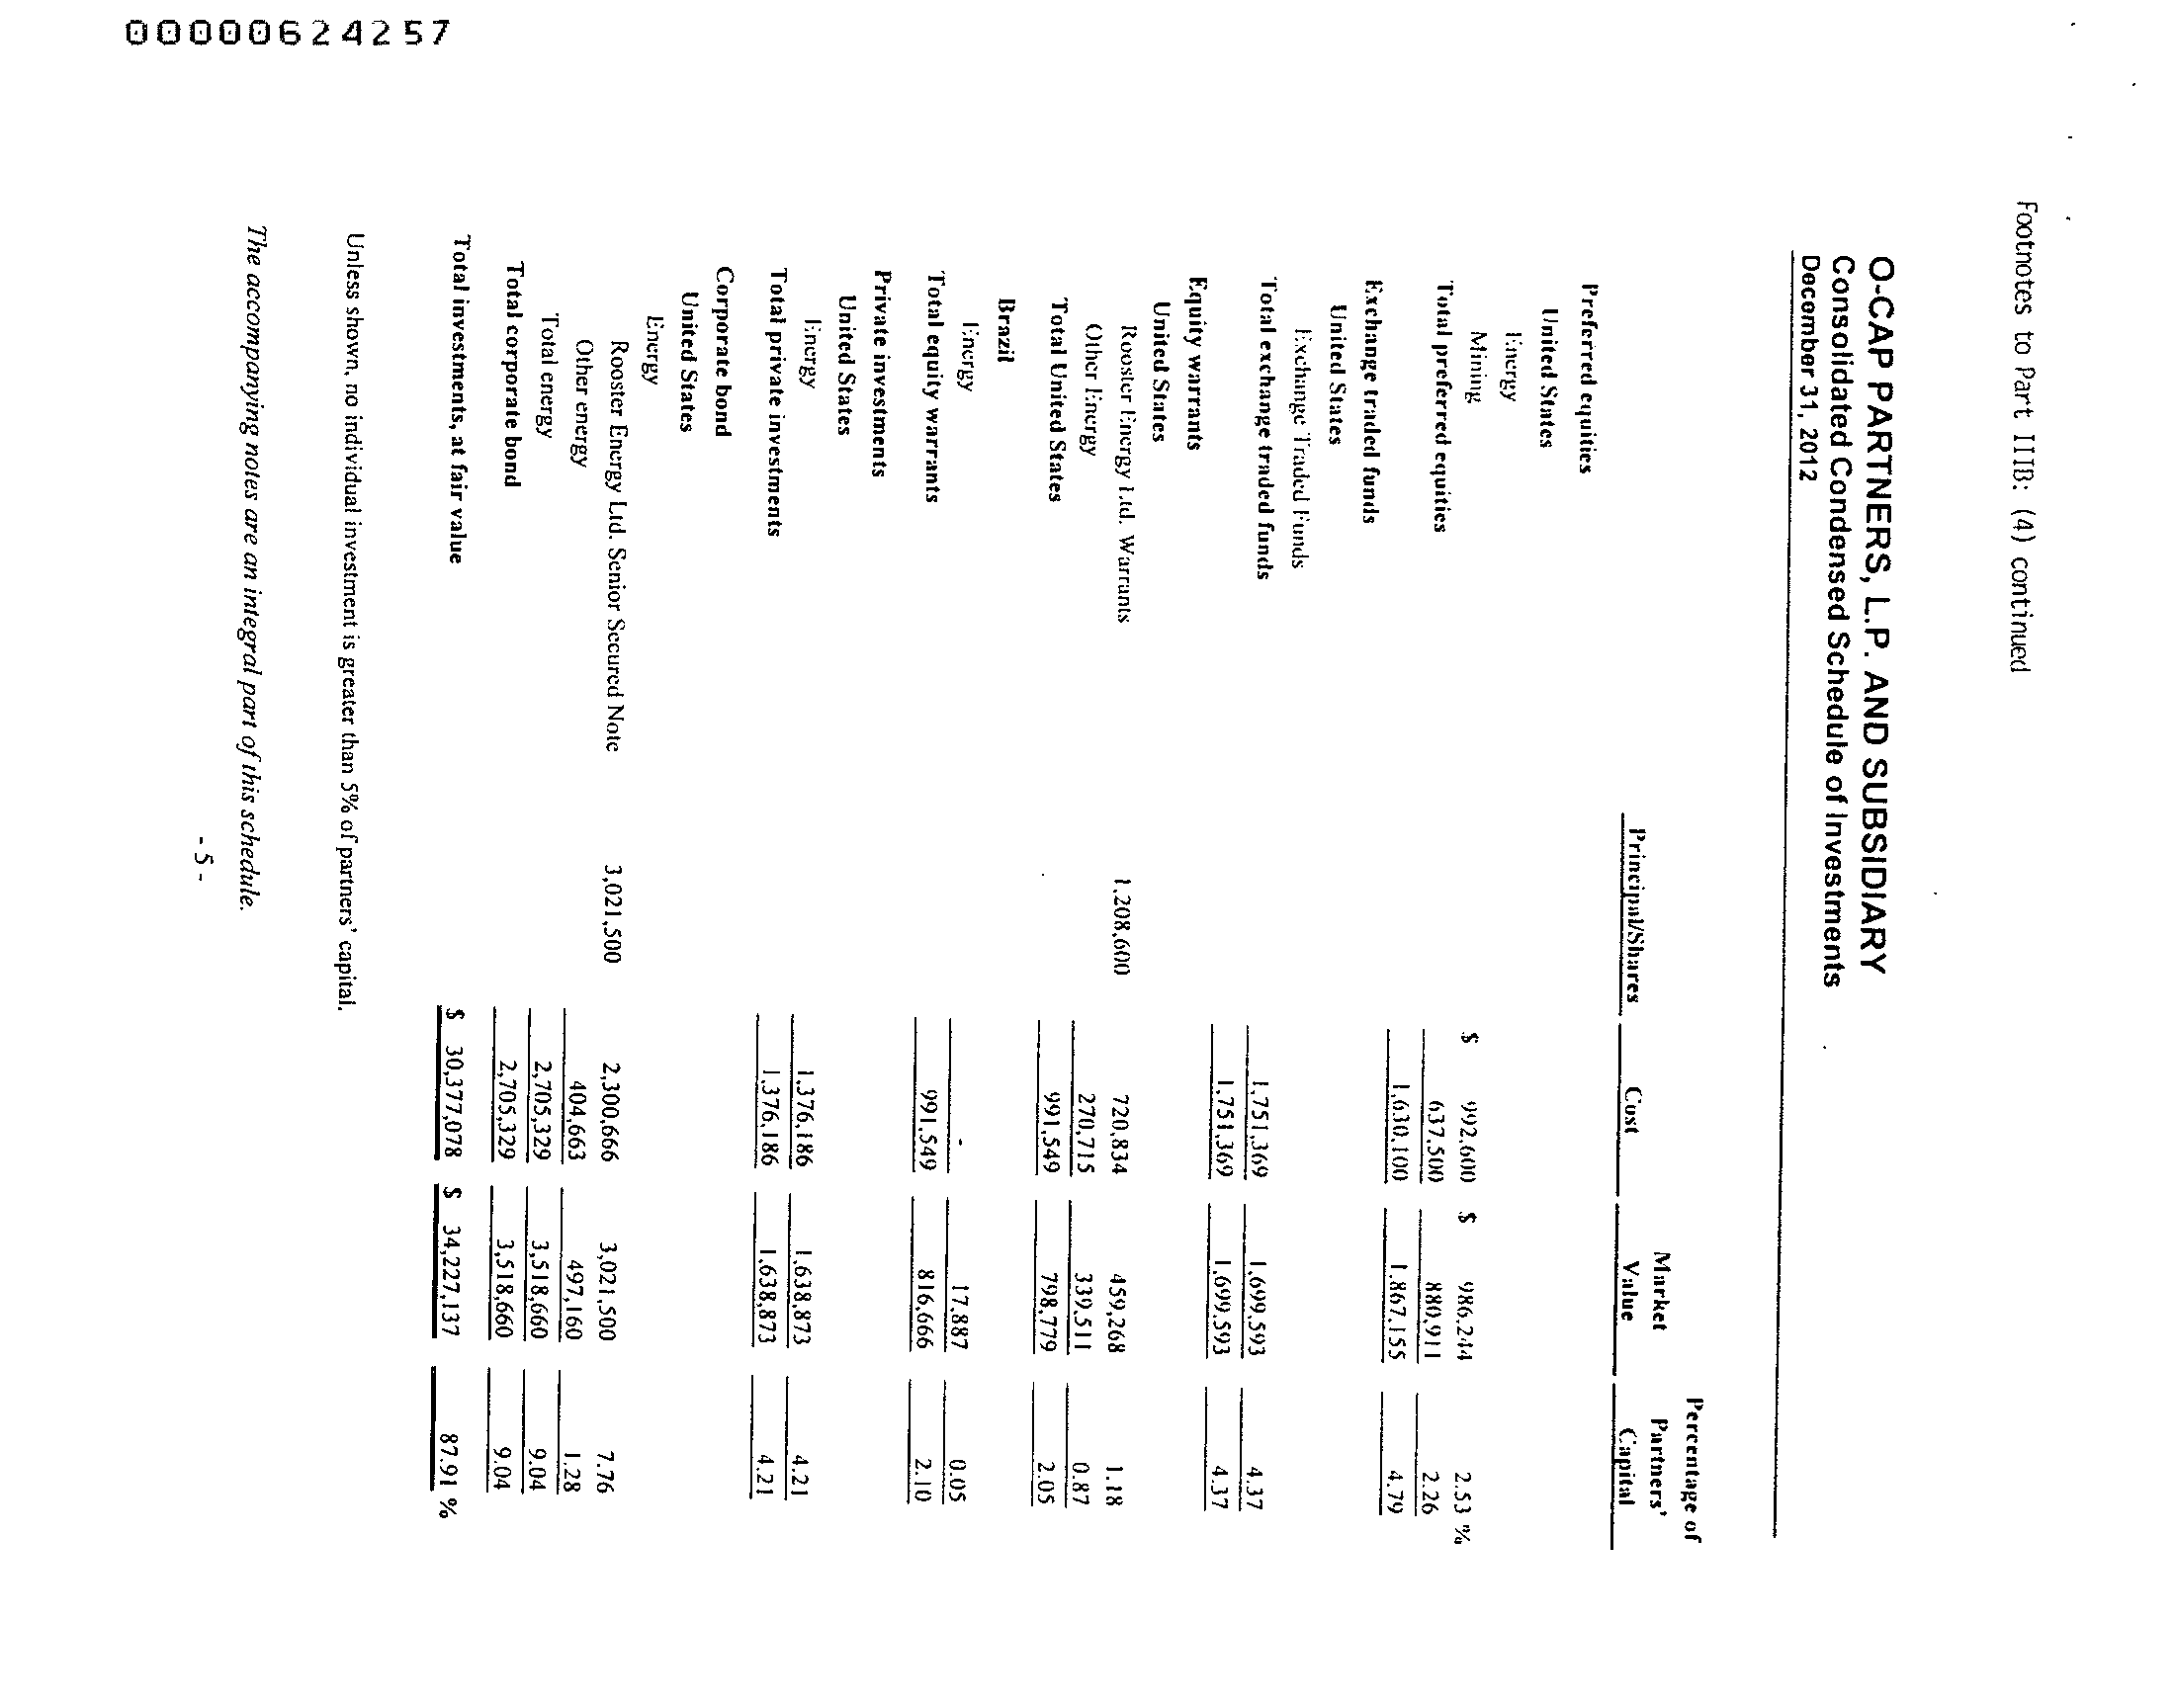 00000624257
Footnotes to Part IIIB: (4) continued
O-CAP PARTNERS, L.P. AND SUBSIDIARY
Consolidated Condensed Schedule of Investments
December 31, 2012
Percentage of
Market Partners'
Principal/Shares Cost Value Capital
Preferred equities
United States
Energy $ 992,600 $ 986,244 2.53 %
Mining 637,500 880,911 2.26
Total preferred equities 1,630,100 1,867,155 4.79
Exchange traded funds
United States
Exchange Traded Funds 1,751,369 1,699,593 4.37
Total exchange traded funds 1,751,369 1,699,593 4.37
Equity warrants
United States
Rooster Energy Ltd. Warrants 1,208,600 720,834 459,268 1.18
Other Energy 270,715 339,511 0.87
Total United States 991,549 798,779 2.05
Brazil
Energy - 17,887 0.05
Total equity warrants 991,549 816,666 2.10
Private investments
United States
Energy 1,376,186 1,638,873 4.21
Total private investments 1,376,186 1,638,873 4.21
Corporate bond
United States
Energy
Rooster Energy Ltd. Senior Secured Note 3,021,500 2,300,666 3,021,500 7.76
Other energy 404,663 497,160 1.28
Total energy 2,705,329 3,518,660 9.04
Total corporate bond 2,705,329 3,518,660 9.04
Total investments, at fair value $ 30,377,078 $ 34,227,137 87.91 %
Unless shown, no individual investment is greater than 5% of partners' capital.
The accompanying notes are an integral part of this schedule.
- 5 -